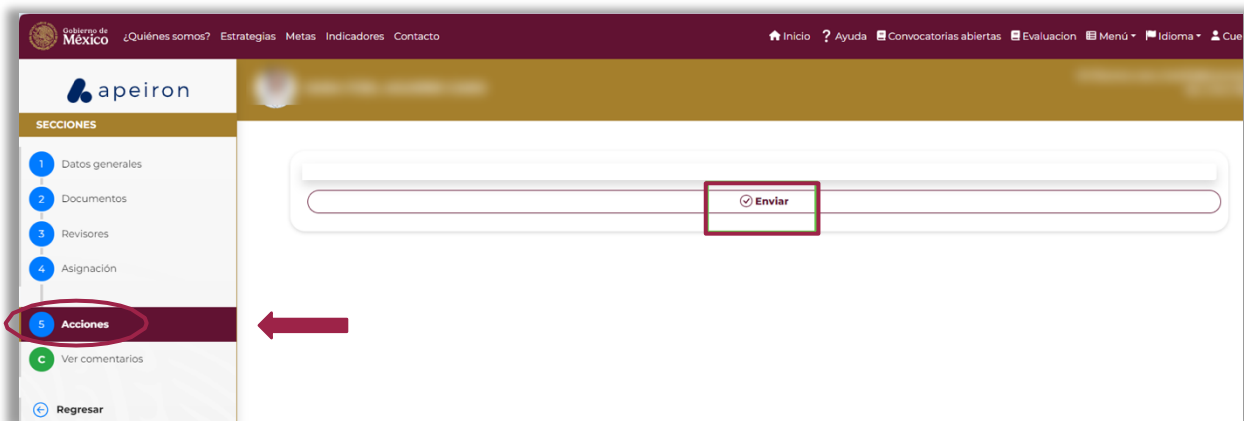 Gobierno de
México
¿Quiénes somos? Estrategias Metas Indicadores Contacto
Inicio ? Ayuda Convocatorias abiertas Evaluacion Menú Idioma Cue
apeiron
SECCIONES
1 Datos generales
2 Documentos
3 Revisores
4 Asignación
5 Acciones
C Ver comentarios
Regresar
Enviar